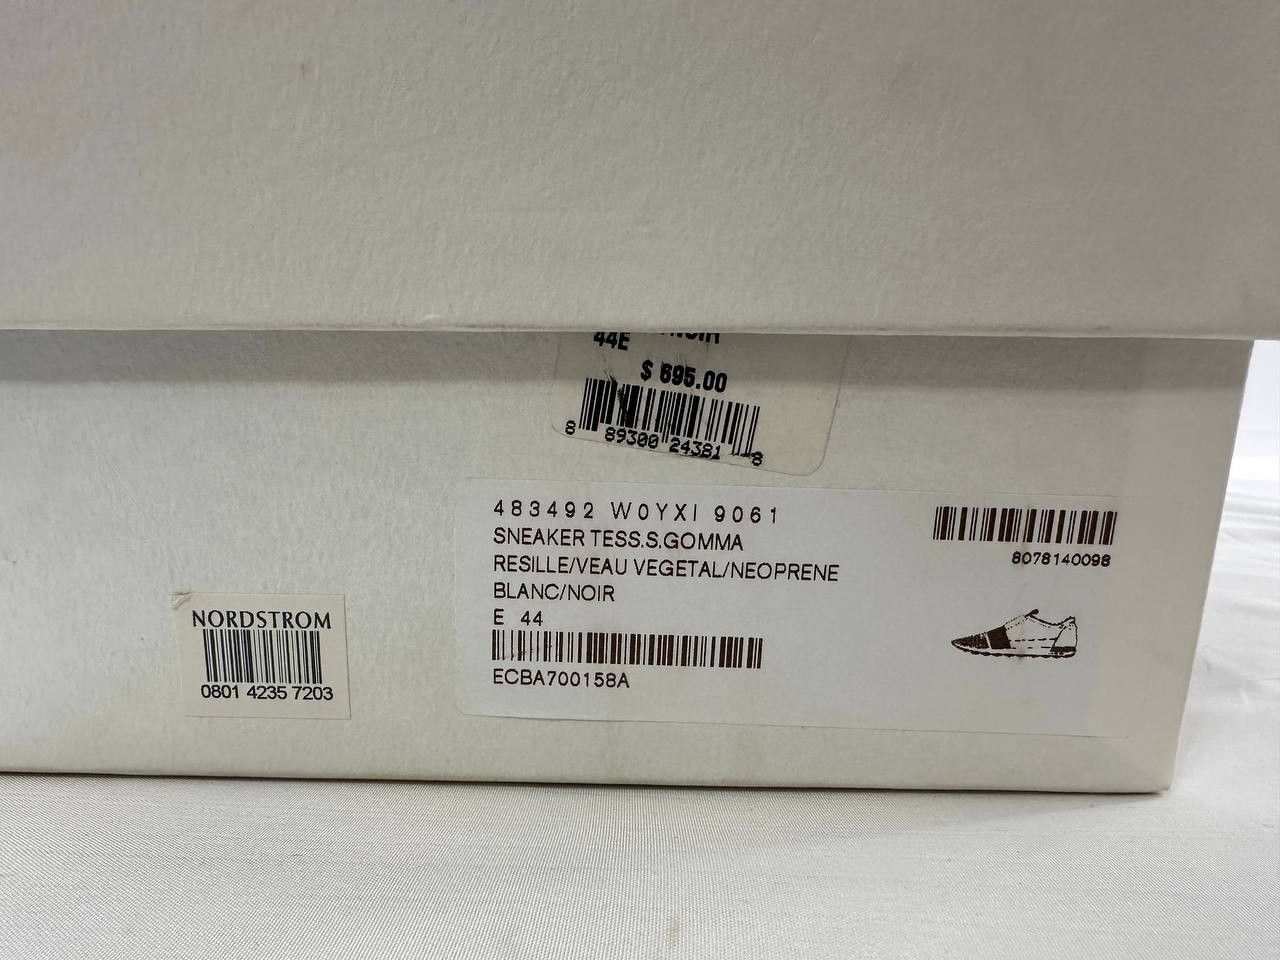 44E
$ 695.00
8 89300 24381 8
483492 W0YXI 9061
SNEAKER TESS.S.GOMMA
RESILLE/VEAU VEGETAL/NEOPRENE
BLANC/NOIR
E 44
ECBA700158A
8078140098
NORDSTROM
0801 4235 7203